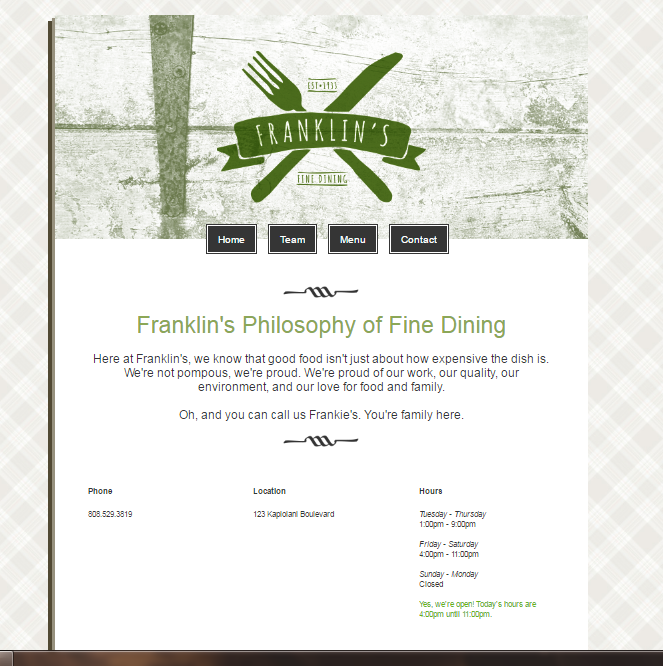 EST•1933
FRANKLIN'S
FINE DINING
Home Team Menu Contact
Franklin's Philosophy of Fine Dining
Here at Franklin's, we know that good food isn't just about how expensive the dish is.
We're not pompous, we're proud. We're proud of our work, our quality, our
environment, and our love for food and family.
Oh, and you can call us Frankie's. You're family here.
Phone
808.529.3819
Location
123 Kapiolani Boulevard
Hours
Tuesday - Thursday
1:00pm - 9:00pm
Friday - Saturday
4:00pm - 11:00pm
Sunday - Monday
Closed
Yes, we're open! Today's hours are
4:00pm until 11:00pm.